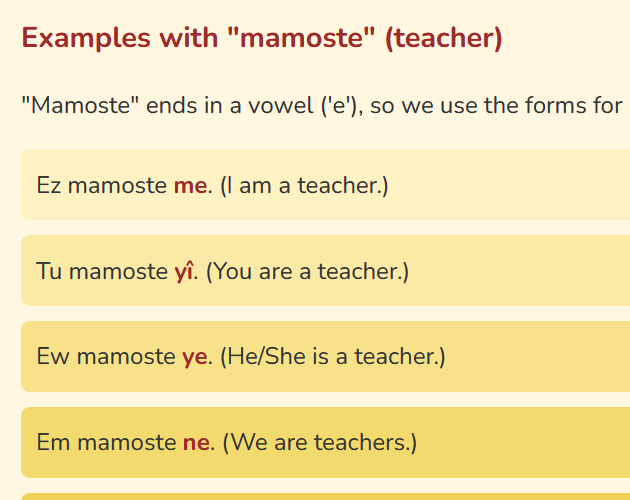 Examples with "mamoste" (teacher)
"Mamoste" ends in a vowel ('e'), so we use the forms for
Ez mamoste me. (I am a teacher.)
Tu mamoste yî. (You are a teacher.)
Ew mamoste ye. (He/She is a teacher.)
Em mamoste ne. (We are teachers.)